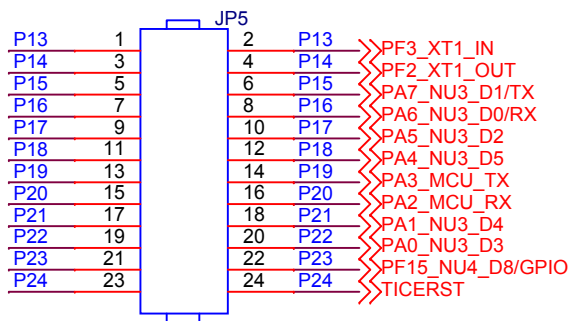 JP5
P13 1 2 P13 PF3_XT1_IN
P14 3 4 P14 PF2_XT1_OUT
P15 5 6 P15 PA7_NU3_D1/TX
P16 7 8 P16 PA6_NU3_D0/RX
P17 9 10 P17 PA5_NU3_D2
P18 11 12 P18 PA4_NU3_D5
P19 13 14 P19 PA3_MCU_TX
P20 15 16 P20 PA2_MCU_RX
P21 17 18 P21 PA1_NU3_D4
P22 19 20 P22 PA0_NU3_D3
P23 21 22 P23 PF15_NU4_D8/GPIO
P24 23 24 P24 TICERST